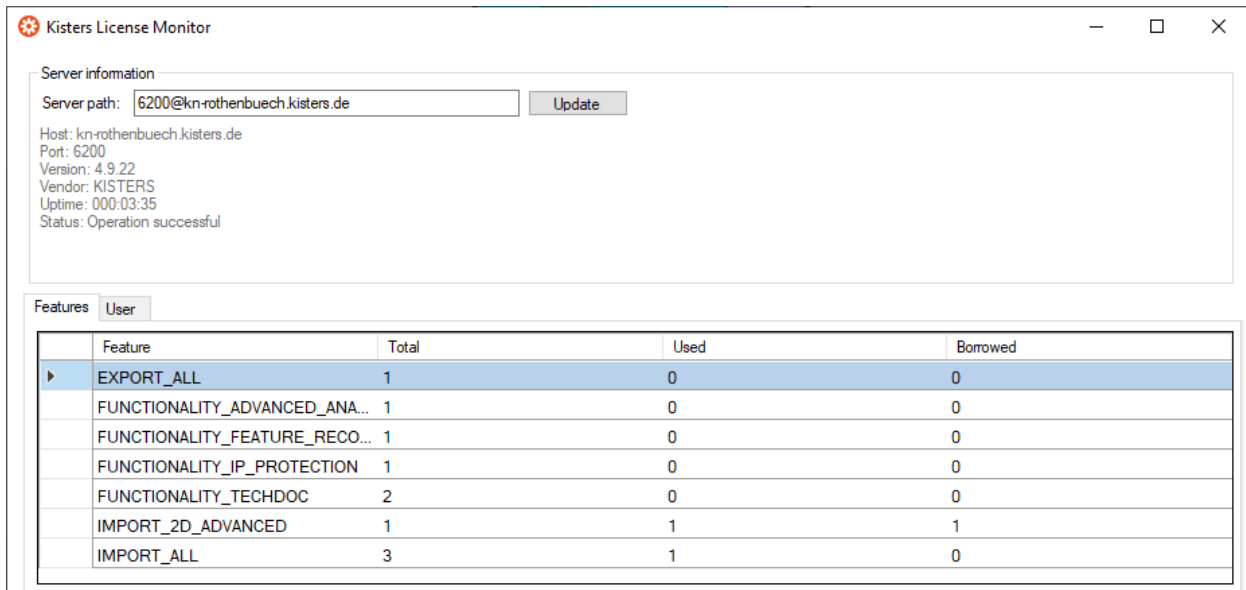 Kisters License Monitor
Server information
Server path: 6200@kn-rothenbuech.kisters.de Update
Host: kn-rothenbuech.kisters.de
Port: 6200
Version: 4.9.22
Vendor: KISTERS
Uptime: 000:03:35
Status: Operation successful
Features User
Feature Total Used Borrowed
EXPORT_ALL 1 0 0
FUNCTIONALITY_ADVANCED_ANA... 1 0 0
FUNCTIONALITY_FEATURE_RECO... 1 0 0
FUNCTIONALITY_IP_PROTECTION 1 0 0
FUNCTIONALITY_TECHDOC 2 0 0
IMPORT_2D_ADVANCED 1 1 1
IMPORT_ALL 3 1 0